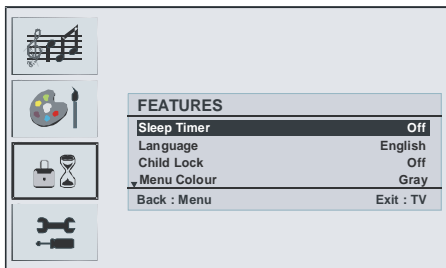 FEATURES
Sleep Timer Off
Language English
Child Lock Off
Menu Colour Gray
Back : Menu Exit : TV